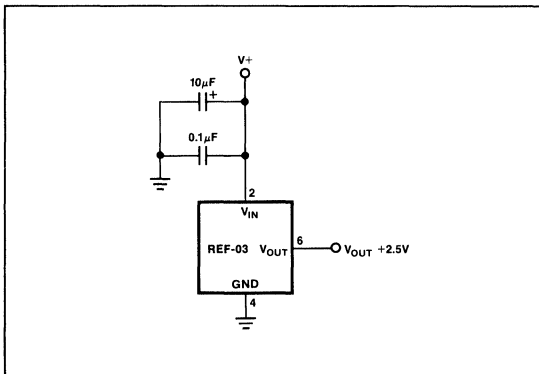 V+
10μF
+
0.1μF
2
VIN
REF-03 VOUT
6
VOUT +2.5V
GND
4